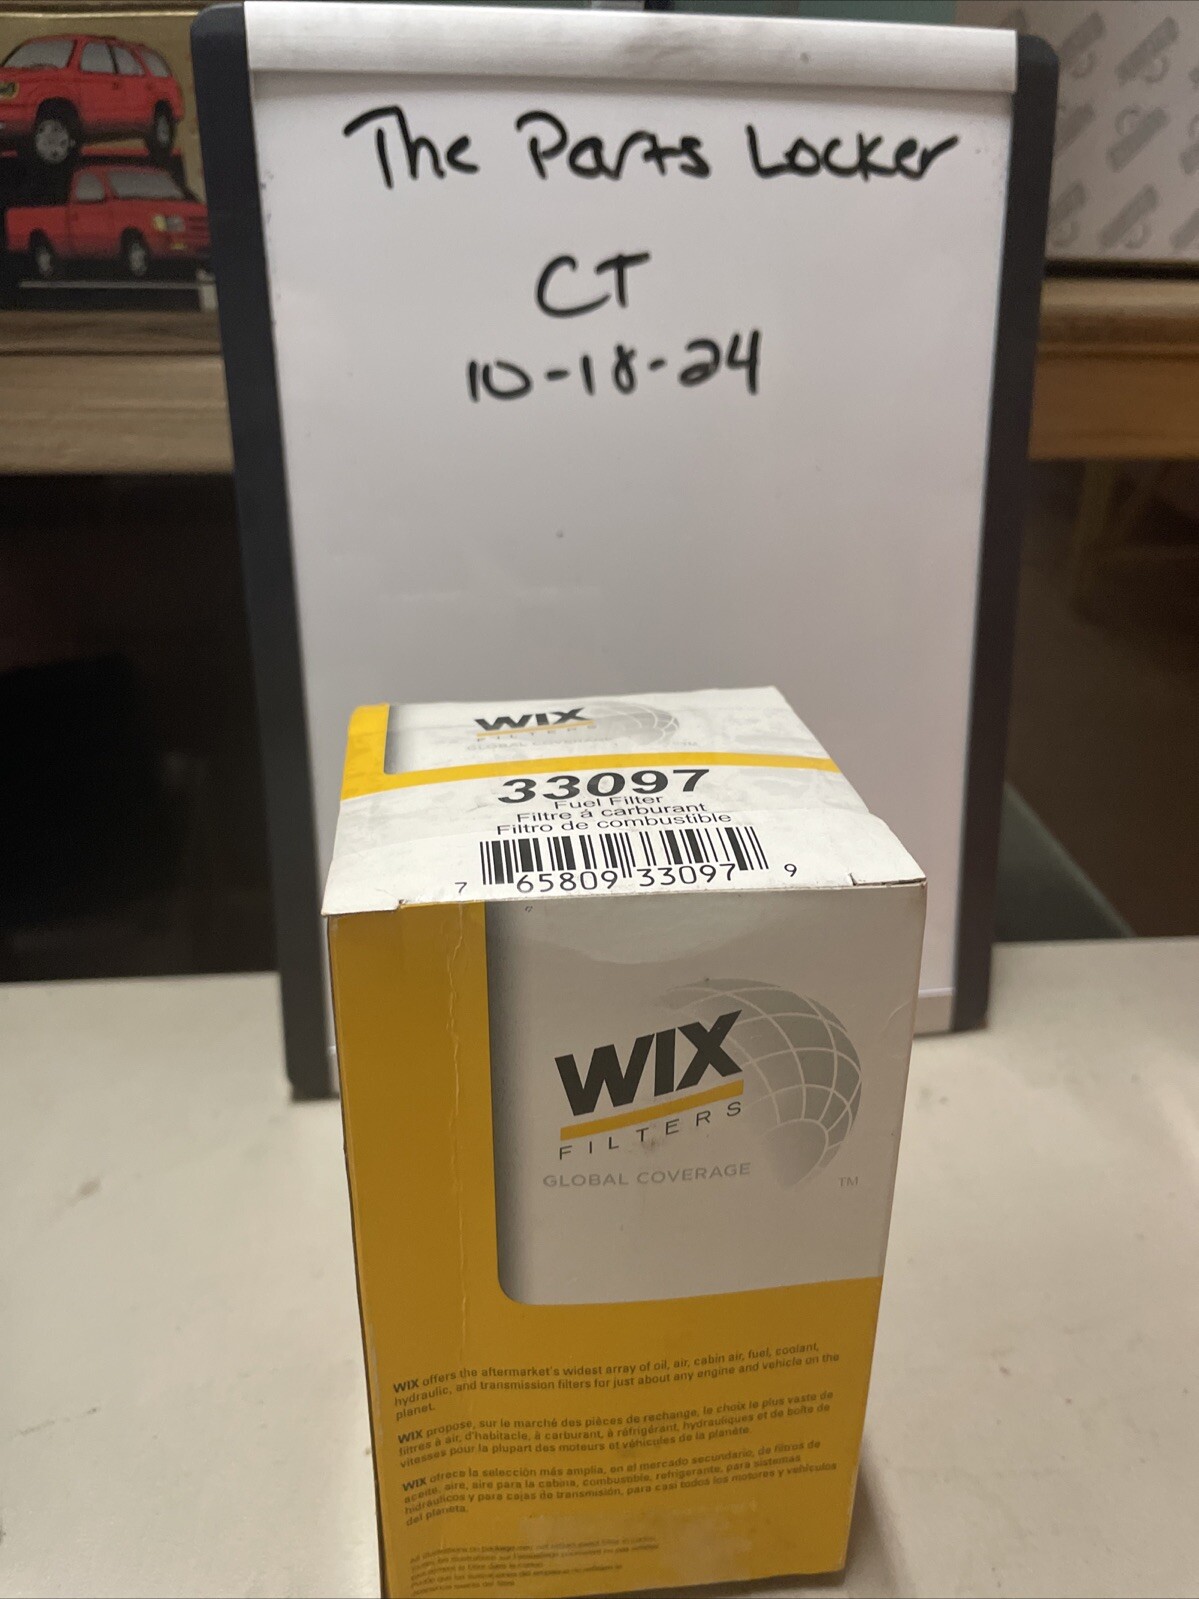 The Parts Locker
CT
10-18-24
WIX
FILTERS
GLOBAL COVERAGE
33097
Fuel Filter
Filtre à carburant
Filtro de combustible
7 65809 33097 9
WIX
FILTERS
GLOBAL COVERAGE
TM
WIX offers the aftermarket's widest array of oil, air, cabin air, fuel, coolant,
hydraulic, and transmission filters for just about any engine and vehicle on the
planet.
WIX propose, sur le marché des pièces de rechange, le choix le plus vaste de
filtres à air, d'habitacle, à carburant, à réfrigérant, hydrauliques et de boîte de
vitesses pour la plupart des moteurs et véhicules de la planète.
WIX ofrece la selección más amplia, en el mercado secundario, de filtros de
aceite, aire, aire para la cabina, combustible, refrigerante, para sistemas
hidráulicos y para cajas de transmisión, para casi todos los motores y vehículos
del planeta.